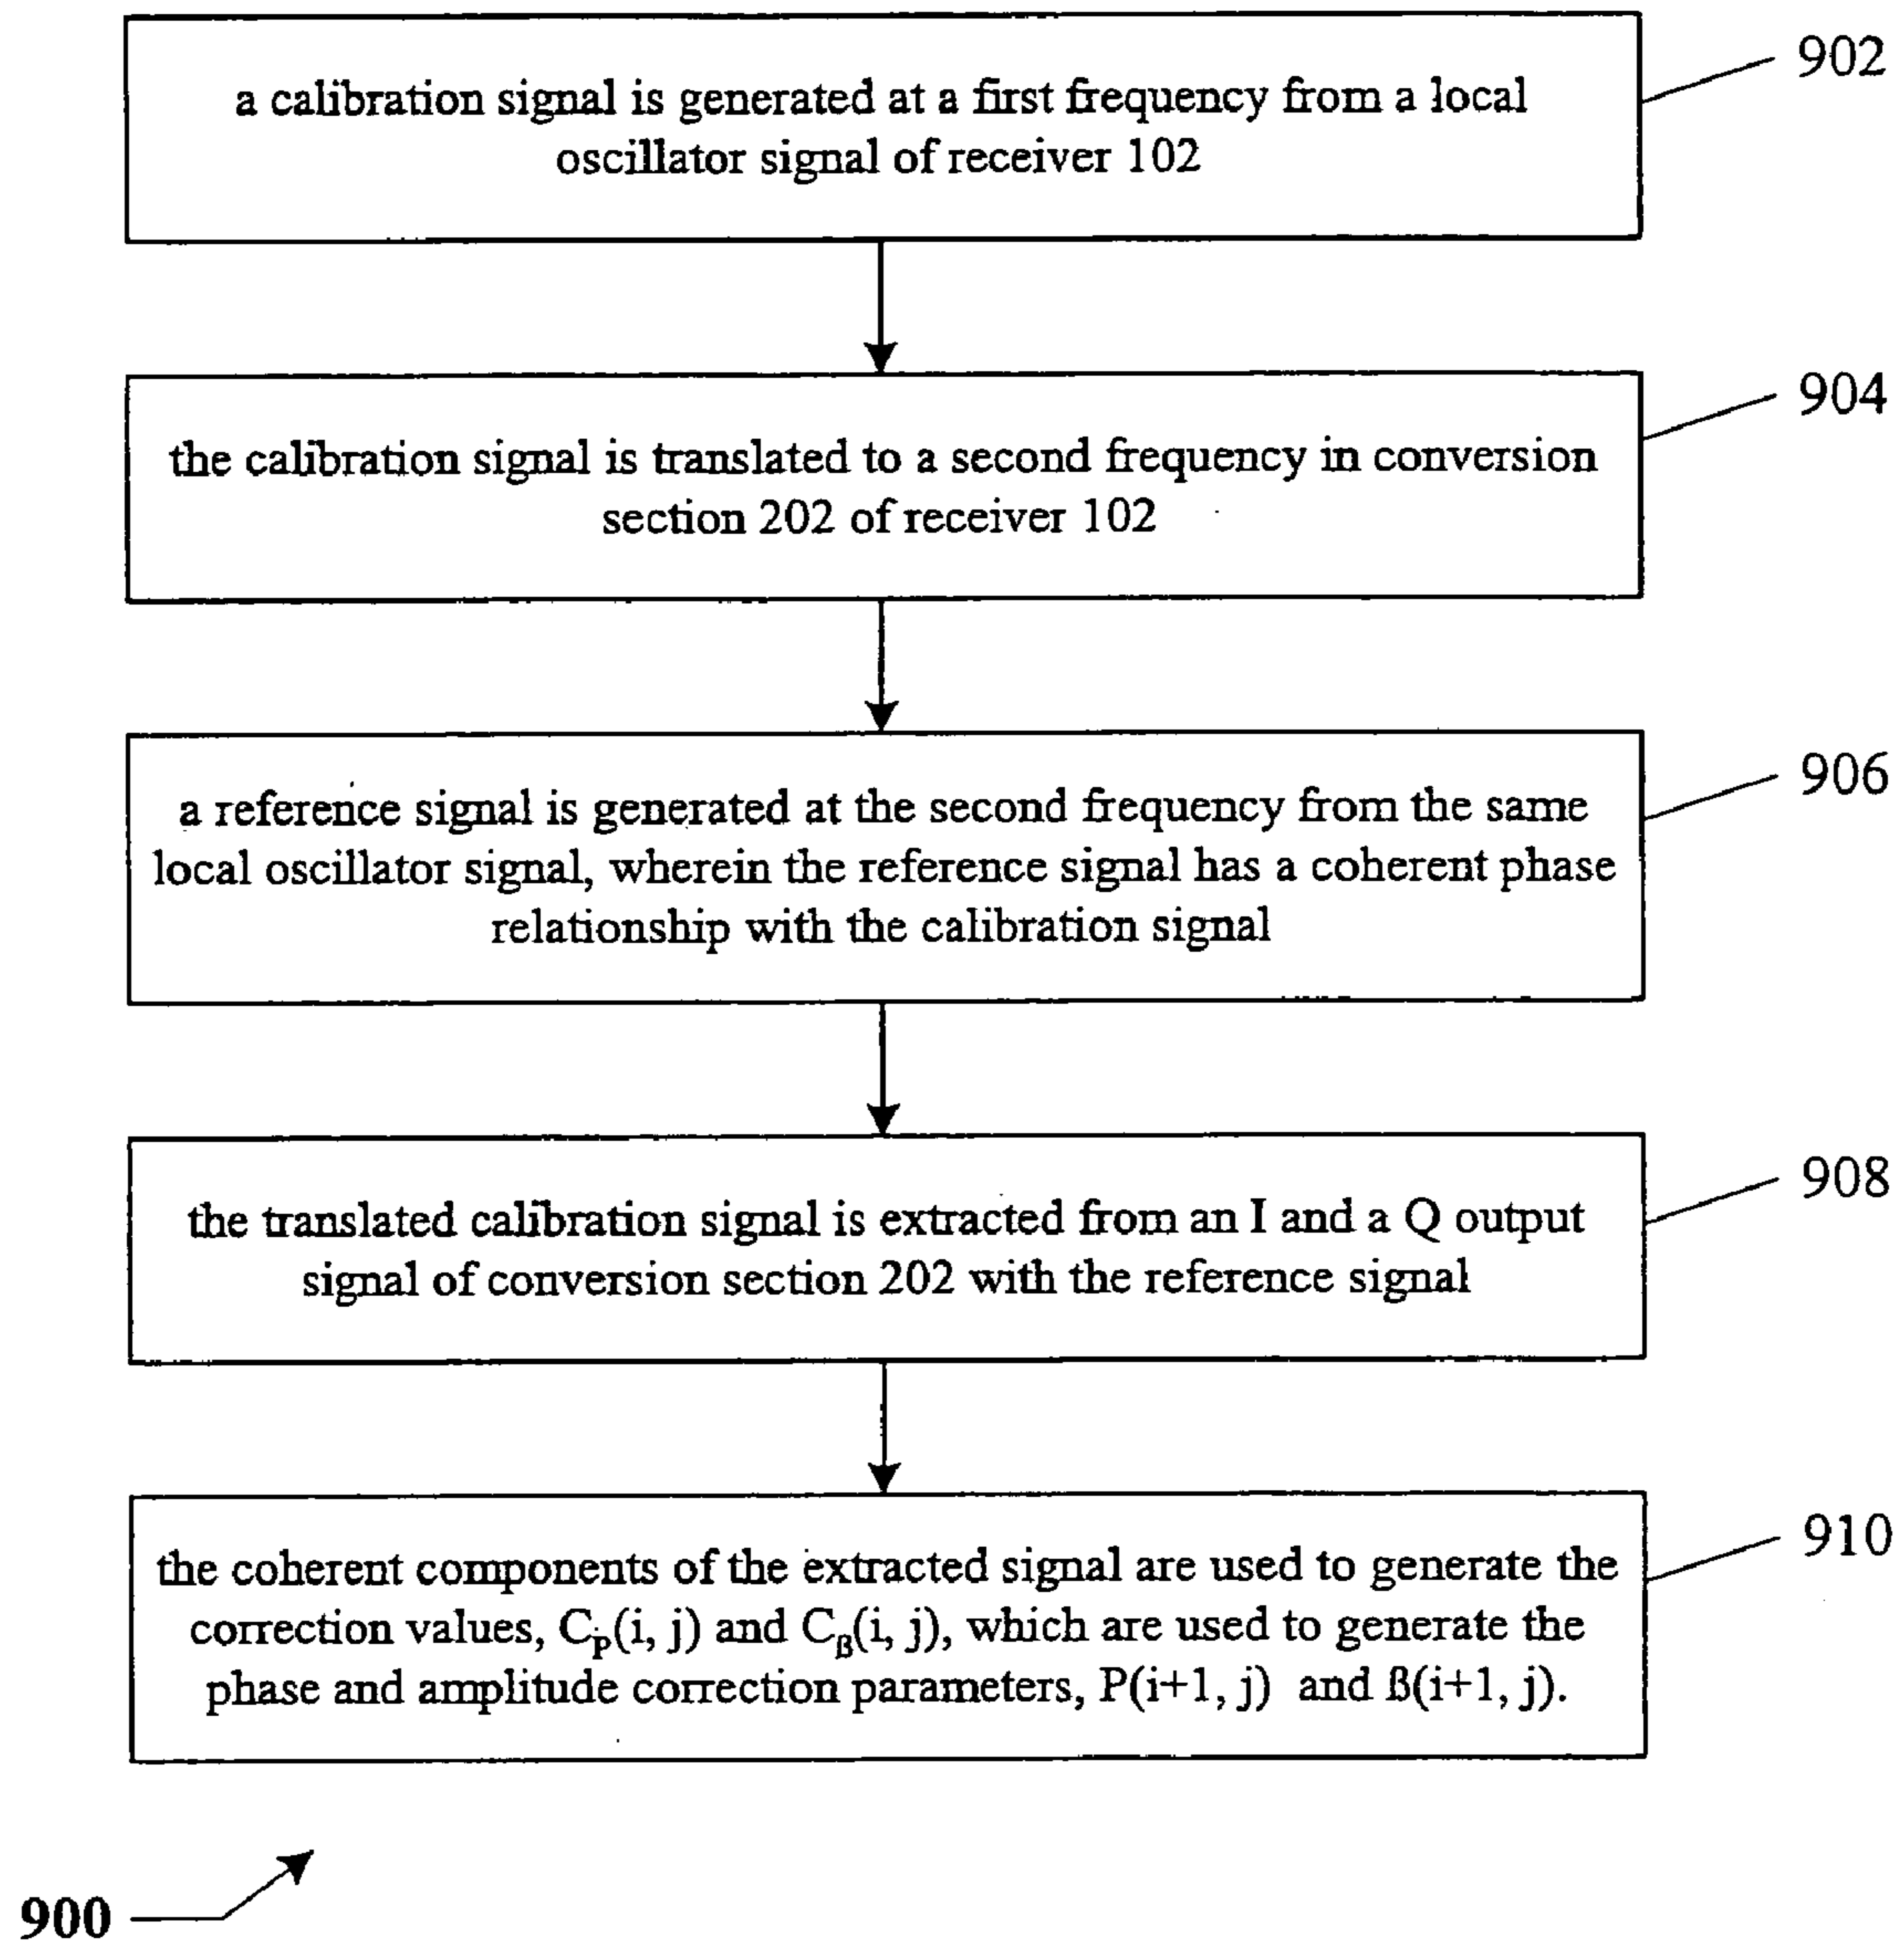 a calibration signal is generated at a first frequency from a local
oscillator signal of receiver 102
902
the calibration signal is translated to a second frequency in conversion
section 202 of receiver 102
904
a reference signal is generated at the second frequency from the same
local oscillator signal, wherein the reference signal has a coherent phase
relationship with the calibration signal
906
the translated calibration signal is extracted from an I and a Q output
signal of conversion section 202 with the reference signal
908
the coherent components of the extracted signal are used to generate the
correction values, Cₚ(i, j) and Cᵦ(i, j), which are used to generate the
phase and amplitude correction parameters, P(i+1, j) and ß(i+1, j).
910
900